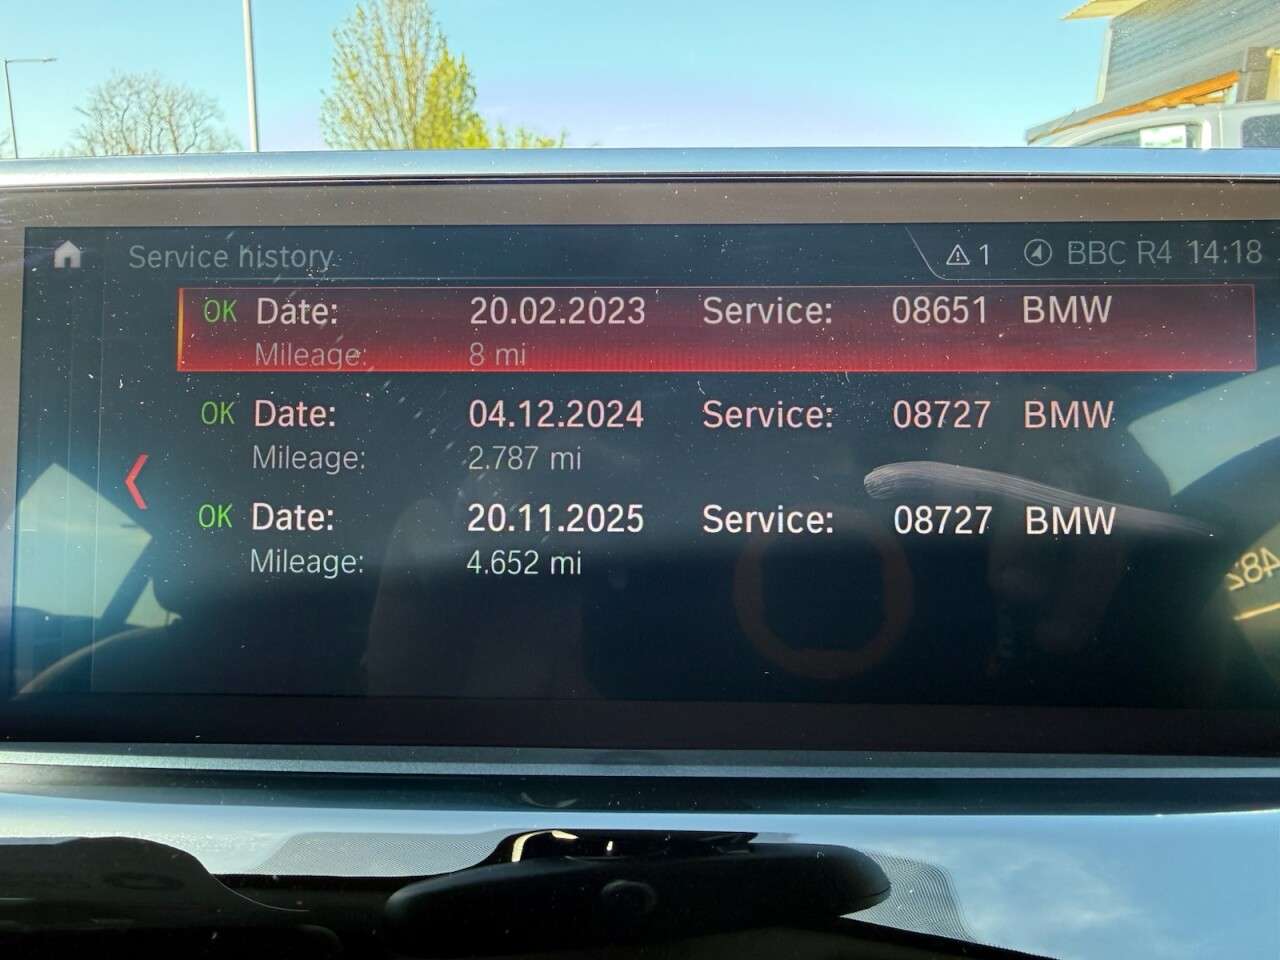 Service history 1 BBC R4 14:18
OK Date: 20.02.2023 Service: 08651 BMW
Mileage: 8 mi
OK Date: 04.12.2024 Service: 08727 BMW
Mileage: 2.787 mi
OK Date: 20.11.2025 Service: 08727 BMW
Mileage: 4.652 mi